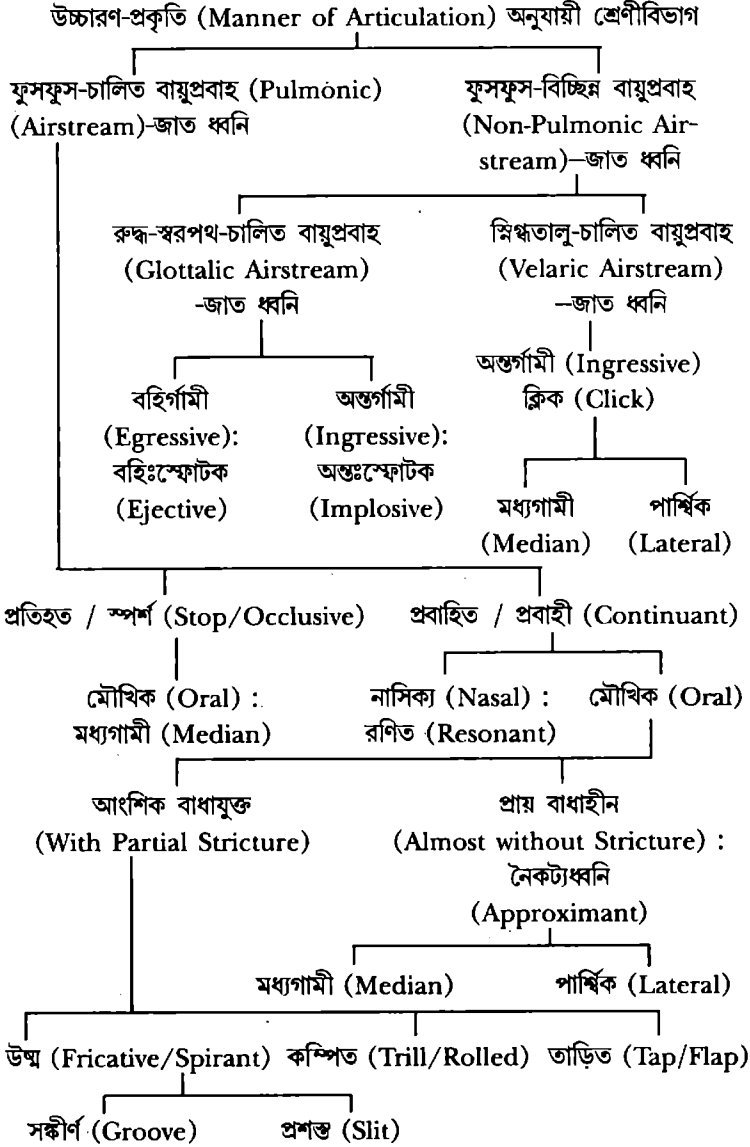 উচ্চারণ-প্রকৃতি (Manner of Articulation) অনুযায়ী শ্রেণীবিভাগ
ফুসফুস-চালিত বায়ুপ্রবাহ (Pulmonic)
(Airstream)-জাত ধ্বনি
ফুসফুস-বিচ্ছিন্ন বায়ুপ্রবাহ
(Non-Pulmonic Air-
stream)—জাত ধ্বনি
রুদ্ধ-স্বরপথ-চালিত বায়ুপ্রবাহ
(Glottalic Airstream)
-জাত ধ্বনি
স্নিগ্ধতালু-চালিত বায়ুপ্রবাহ
(Velaric Airstream)
—জাত ধ্বনি
বহির্গামী
(Egressive):
বহিঃস্ফোটক
(Ejective)
অন্তর্গামী
(Ingressive):
অন্তঃস্ফোটক
(Implosive)
অন্তর্গামী (Ingressive)
ক্লিক (Click)
মধ্যগামী
(Median)
পার্শ্বিক
(Lateral)
প্রতিহত / স্পর্শ (Stop/Occlusive)
প্রবাহিত / প্রবাহী (Continuant)
মৌখিক (Oral) :
মধ্যগামী (Median)
নাসিক্য (Nasal) :
রণিত (Resonant)
মৌখিক (Oral)
আংশিক বাধাযুক্ত
(With Partial Stricture)
প্রায় বাধাহীন
(Almost without Stricture) :
নৈকট্যধ্বনি
(Approximant)
মধ্যগামী (Median)
পার্শ্বিক (Lateral)
উষ্ম (Fricative/Spirant)
কম্পিত (Trill/Rolled)
তাড়িত (Tap/Flap)
সঙ্কীর্ণ (Groove)
প্রশস্ত (Slit)